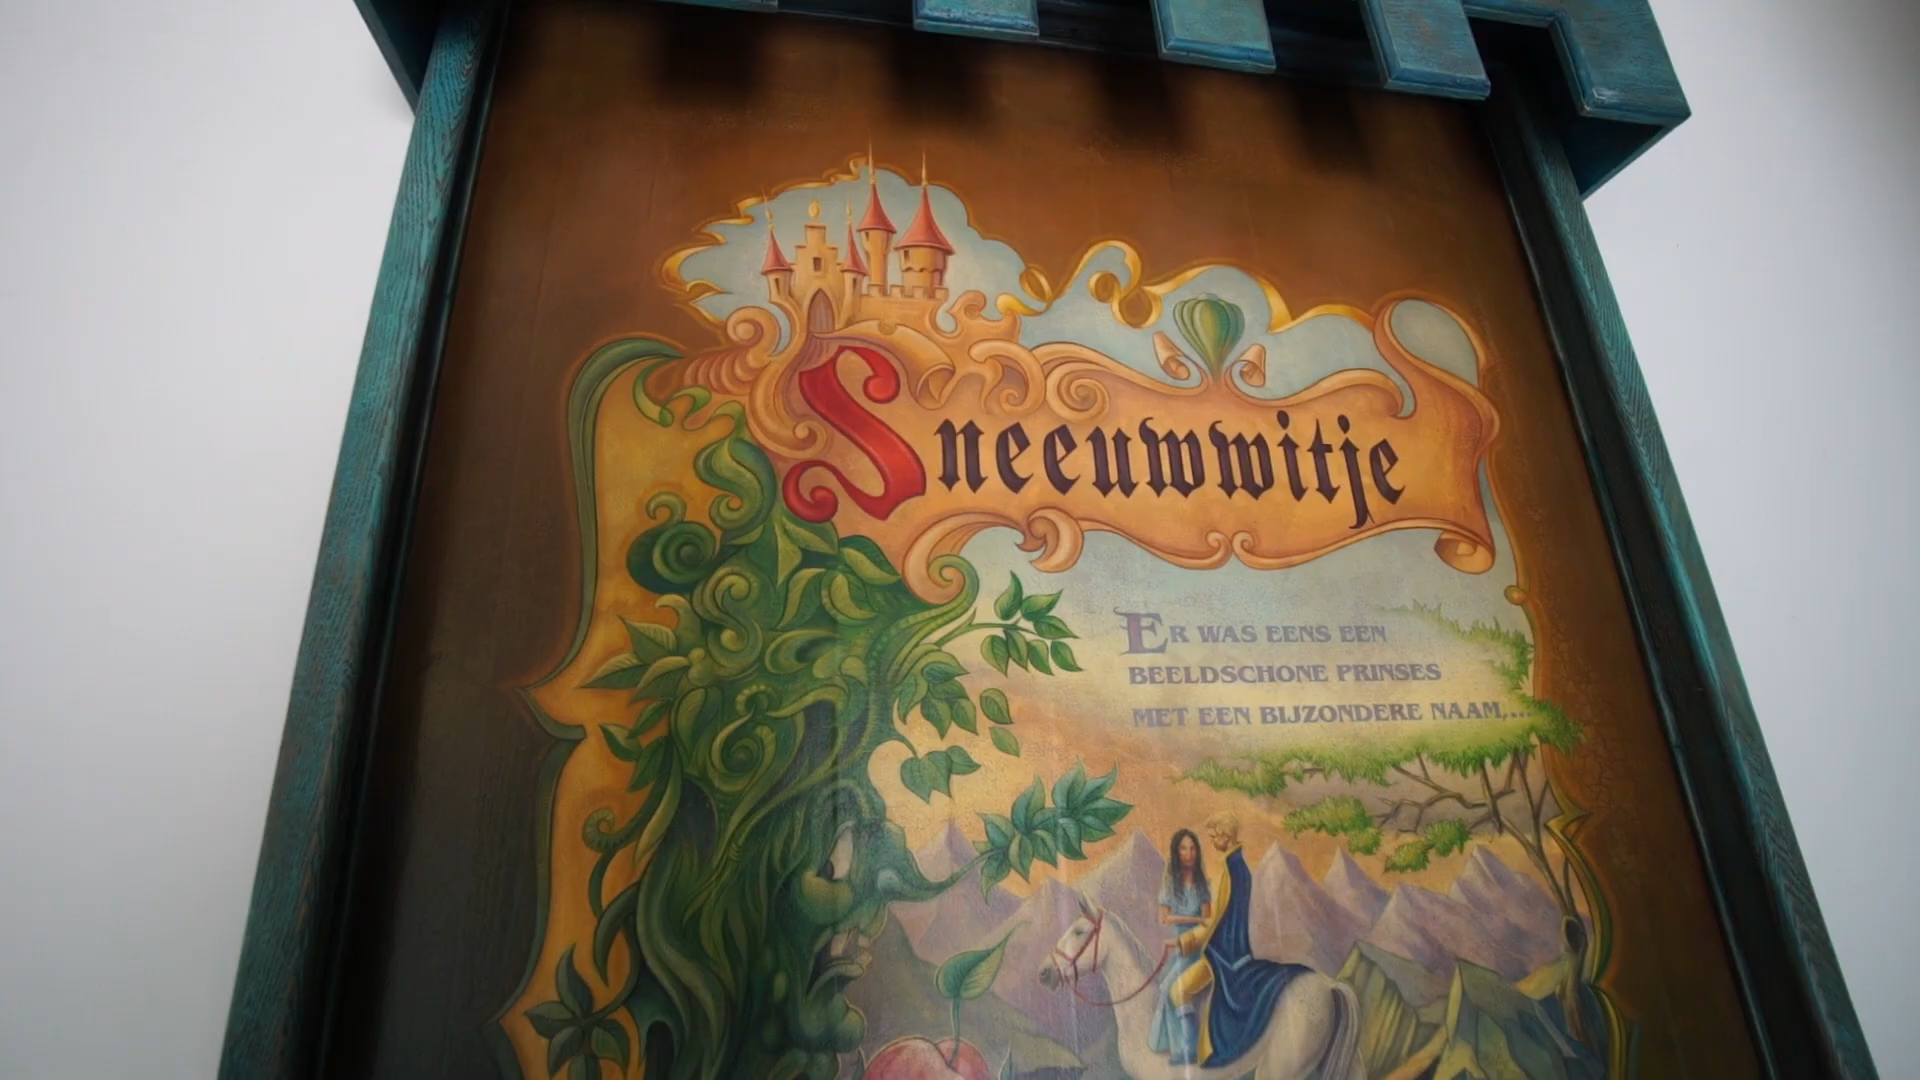 Sneeuwwitje
ER WAS EENS EEN
BEELDSCHONE PRINSES
MET EEN BIJZONDERE NAAM,...